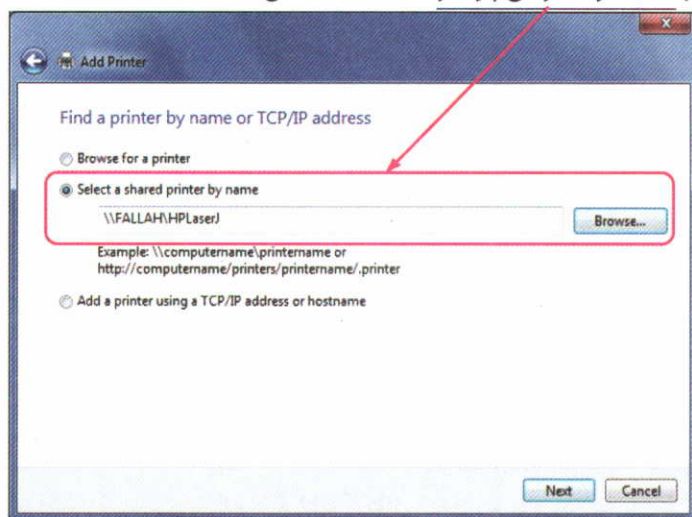 Add Printer
Find a printer by name or TCP/IP address
Browse for a printer
Select a shared printer by name
\\FALLAH\HPLaserJ
Browse...
Example: \\computername\printername or
http://computername/printers/printername/.printer
Add a printer using a TCP/IP address or hostname
Next
Cancel